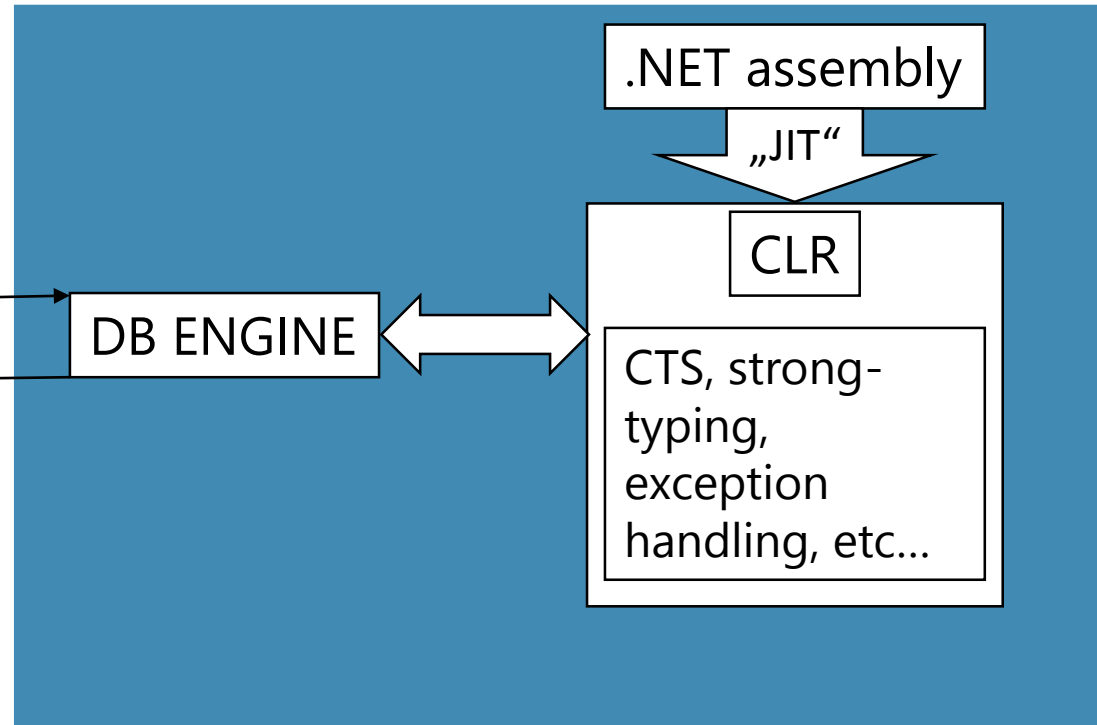 .NET assembly
„JIT“
CLR
DB ENGINE
CTS, strong-
typing,
exception
handling, etc…